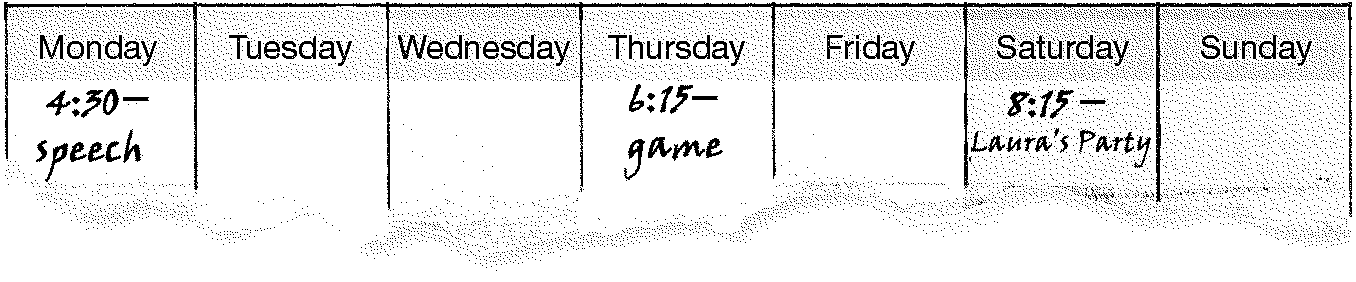 Monday Tuesday Wednesday Thursday Friday Saturday Sunday
4:30— 6:15— 8:15—
speech game Laura's Party